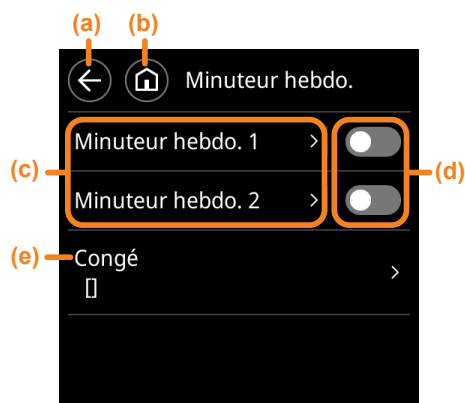 (a) (b)
Minuteur hebdo.
Minuteur hebdo. 1 >
(c) (d)
Minuteur hebdo. 2 >
(e) Congé
[] >